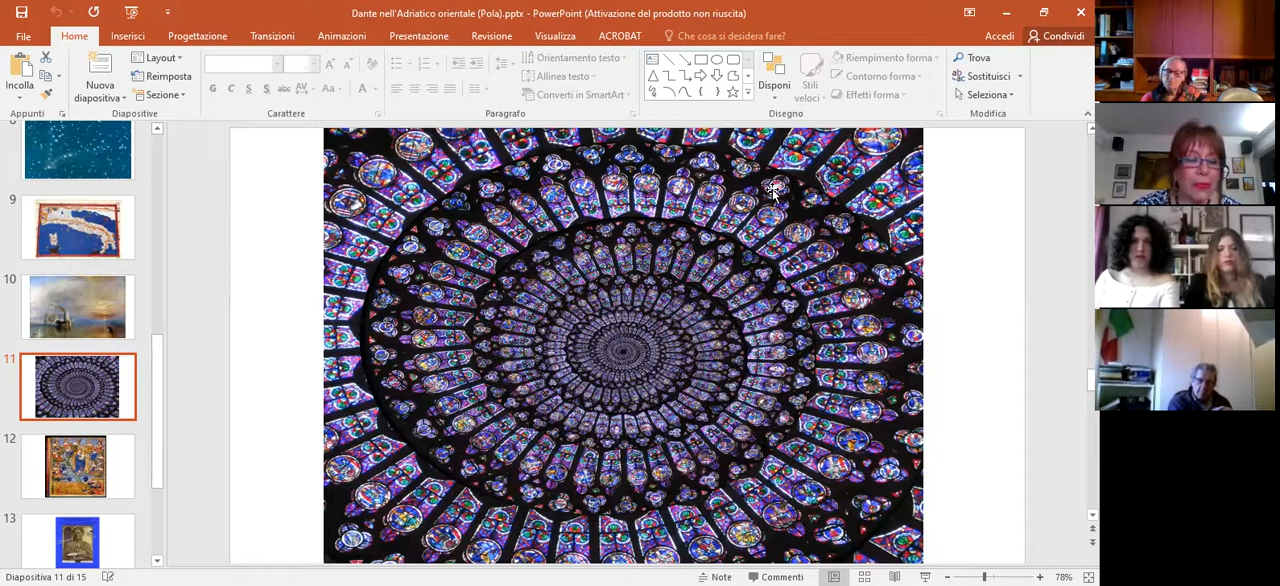 Dante nell'Adriatico orientale (Pola).pptx - PowerPoint (Attivazione del prodotto non riuscita)
File Home Inserisci Progettazione Transizioni Animazioni Presentazione Revisione Visualizza ACROBAT Che cosa si desidera fare? Accedi Condividi
Incolla
Nuova
diapositiva
Layout
Reimposta
Sezione
G C S S abc AV Aa A
Orientamento testo
Allinea testo
Converti in SmartArt
Disponi
Stili
veloci
Riempimento forma
Contorno forma
Effetti forma
Trova
Sostituisci
Seleziona
Appunti Diapositive Carattere Paragrafo Disegno Modifica
9
10
11
12
13
Diapositiva 11 di 15 Note Commenti 78%